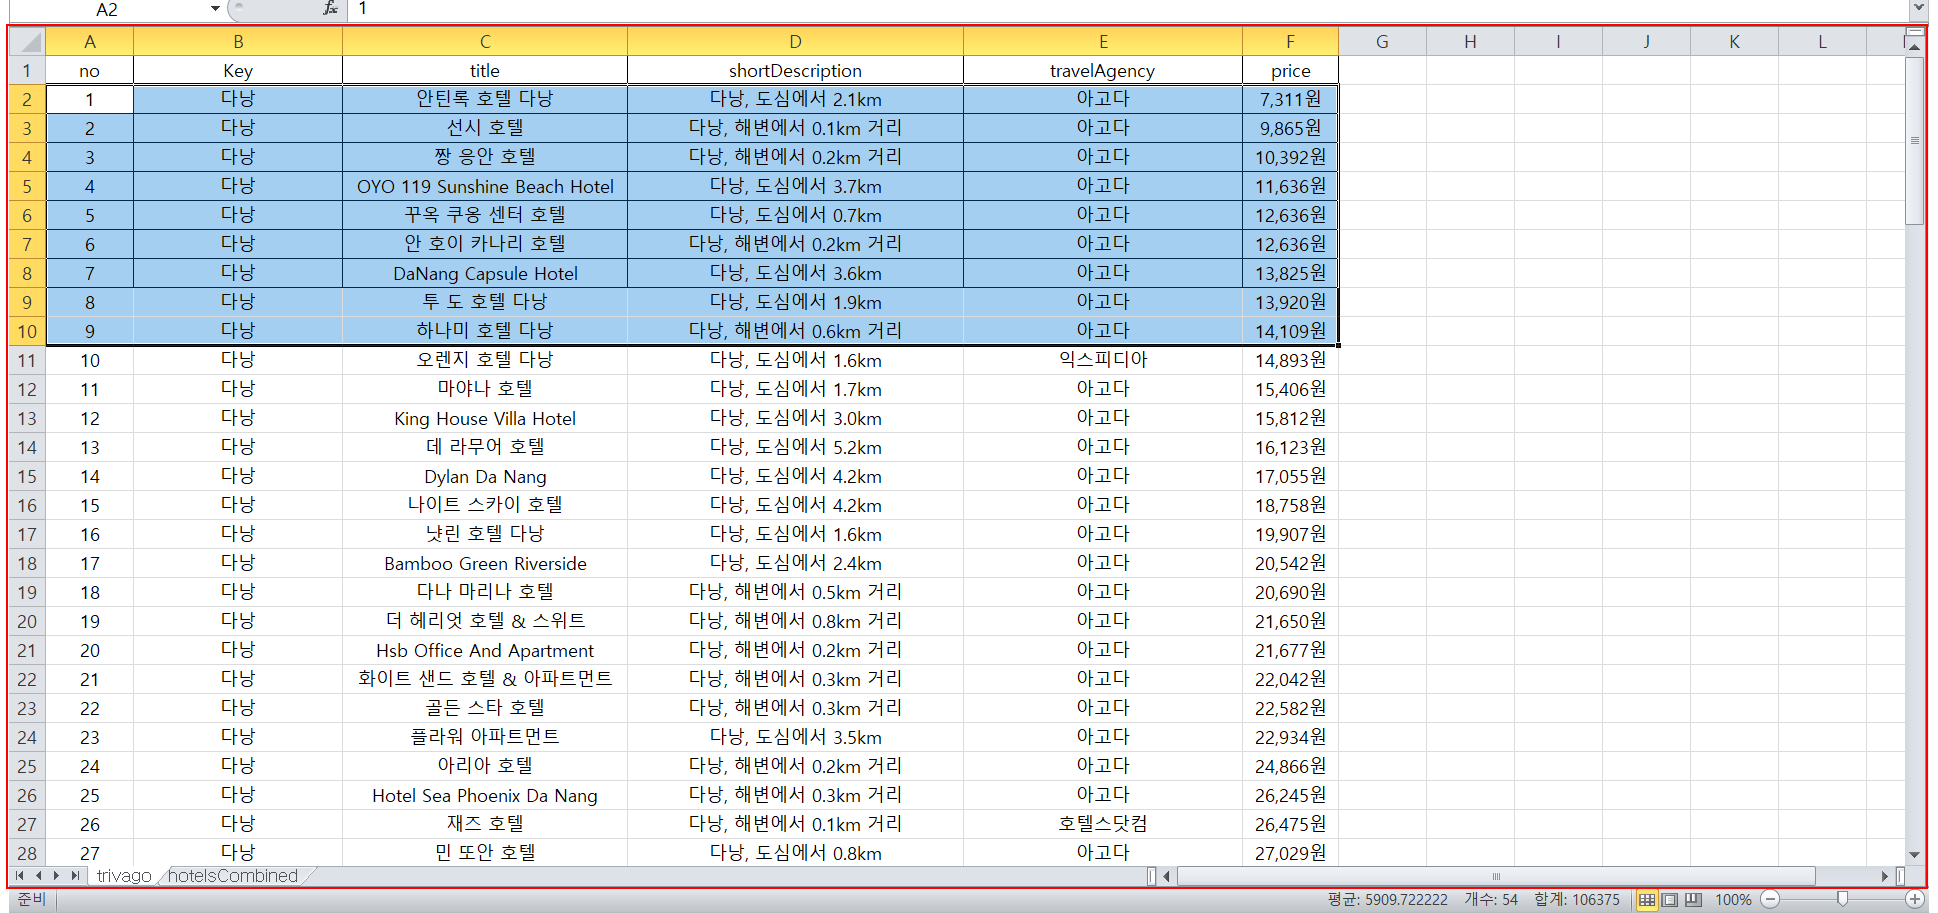 A2 fx 1
A B C D E F G H I J K L
1 no Key title shortDescription travelAgency price
2 1 다낭 안틴록 호텔 다낭 다낭, 도심에서 2.1km 아고다 7,311원
3 2 다낭 선시 호텔 다낭, 해변에서 0.1km 거리 아고다 9,865원
4 3 다낭 짱 응안 호텔 다낭, 해변에서 0.2km 거리 아고다 10,392원
5 4 다낭 OYO 119 Sunshine Beach Hotel 다낭, 도심에서 3.7km 아고다 11,636원
6 5 다낭 꾸옥 쿠옹 센터 호텔 다낭, 도심에서 0.7km 아고다 12,636원
7 6 다낭 안 호이 카나리 호텔 다낭, 해변에서 0.2km 거리 아고다 12,636원
8 7 다낭 DaNang Capsule Hotel 다낭, 도심에서 3.6km 아고다 13,825원
9 8 다낭 투 도 호텔 다낭 다낭, 도심에서 1.9km 아고다 13,920원
10 9 다낭 하나미 호텔 다낭 다낭, 해변에서 0.6km 거리 아고다 14,109원
11 10 다낭 오렌지 호텔 다낭 다낭, 도심에서 1.6km 익스피디아 14,893원
12 11 다낭 마야나 호텔 다낭, 도심에서 1.7km 아고다 15,406원
13 12 다낭 King House Villa Hotel 다낭, 도심에서 3.0km 아고다 15,812원
14 13 다낭 데 라무어 호텔 다낭, 도심에서 5.2km 아고다 16,123원
15 14 다낭 Dylan Da Nang 다낭, 도심에서 4.2km 아고다 17,055원
16 15 다낭 나이트 스카이 호텔 다낭, 도심에서 4.2km 아고다 18,758원
17 16 다낭 냣린 호텔 다낭 다낭, 도심에서 1.6km 아고다 19,907원
18 17 다낭 Bamboo Green Riverside 다낭, 도심에서 2.4km 아고다 20,542원
19 18 다낭 다나 마리나 호텔 다낭, 해변에서 0.5km 거리 아고다 20,690원
20 19 다낭 더 헤리엇 호텔 & 스위트 다낭, 해변에서 0.8km 거리 아고다 21,650원
21 20 다낭 Hsb Office And Apartment 다낭, 해변에서 0.2km 거리 아고다 21,677원
22 21 다낭 화이트 샌드 호텔 & 아파트먼트 다낭, 해변에서 0.3km 거리 아고다 22,042원
23 22 다낭 골든 스타 호텔 다낭, 해변에서 0.3km 거리 아고다 22,582원
24 23 다낭 플라워 아파트먼트 다낭, 도심에서 3.5km 아고다 22,934원
25 24 다낭 아리아 호텔 다낭, 해변에서 0.2km 거리 아고다 24,866원
26 25 다낭 Hotel Sea Phoenix Da Nang 다낭, 해변에서 0.3km 거리 아고다 26,245원
27 26 다낭 재즈 호텔 다낭, 해변에서 0.1km 거리 호텔스닷컴 26,475원
28 27 다낭 민 또안 호텔 다낭, 도심에서 0.8km 아고다 27,029원
trivago hotelsCombined
준비 평균: 5909.722222 개수: 54 합계: 106375 100%